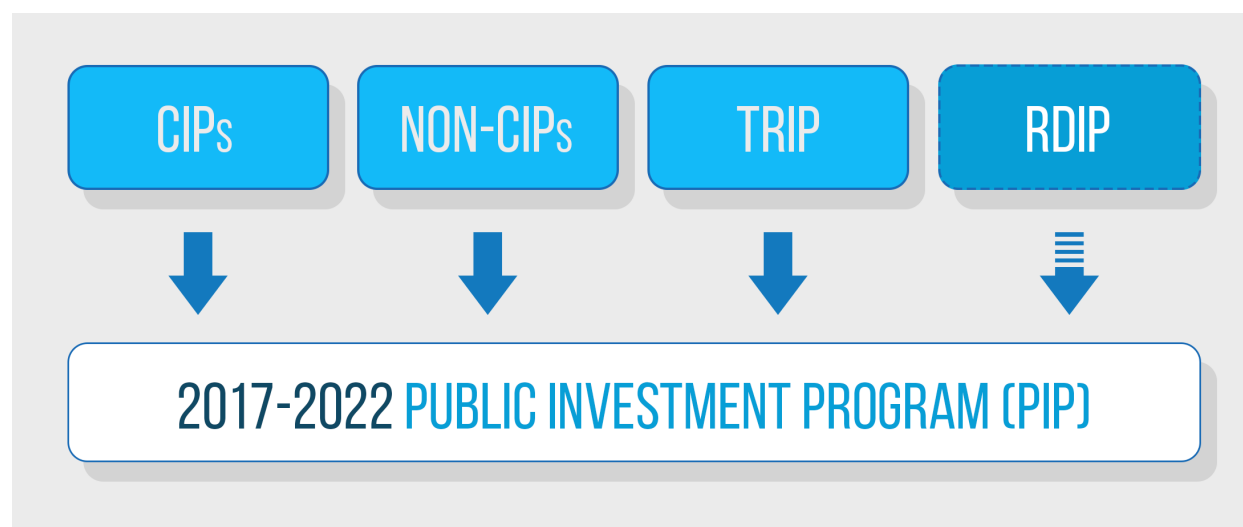 CIPs
NON-CIPs
TRIP
RDIP
2017-2022 PUBLIC INVESTMENT PROGRAM (PIP)